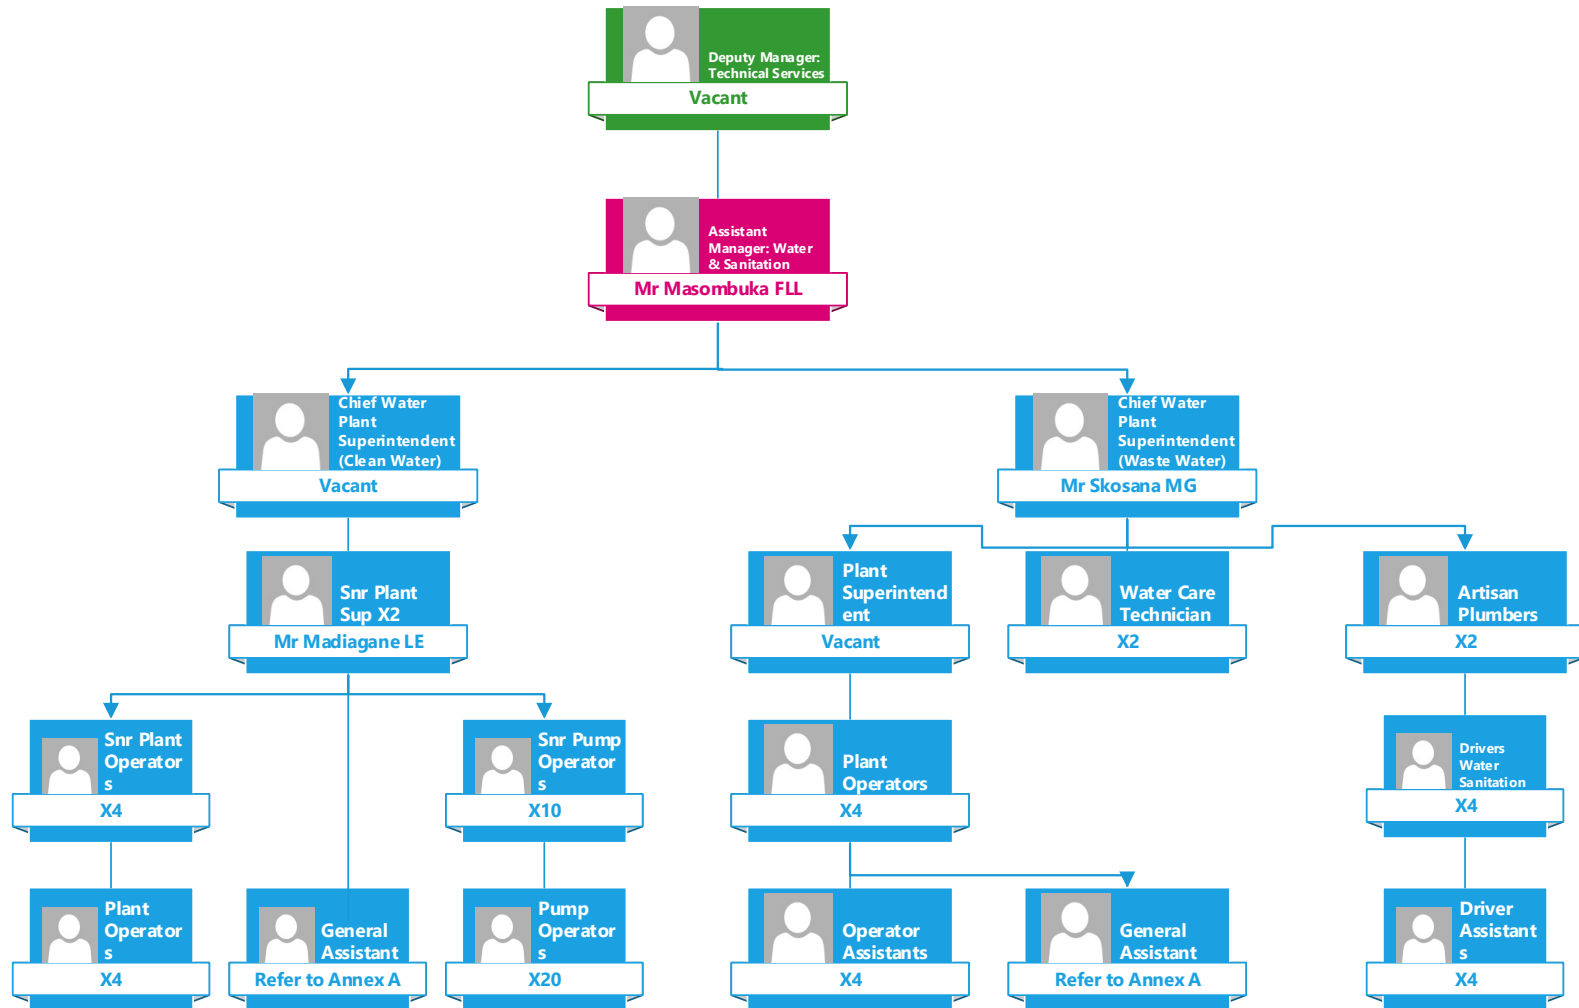 Deputy Manager:
Technical Services
Vacant
Assistant
Manager: Water
& Sanitation
Mr Masombuka FLL
Chief Water
Plant
Superintendent
(Clean Water)
Vacant
Chief Water
Plant
Superintendent
(Waste Water)
Mr Skosana MG
Snr Plant
Sup X2
Mr Madiagane LE
Plant
Superintend
ent
Vacant
Water Care
Technician
X2
Artisan
Plumbers
X2
Snr Plant
Operator
s
X4
Snr Pump
Operator
s
X10
Plant
Operators
X4
Drivers
Water
Sanitation
X4
Plant
Operator
s
X4
General
Assistant
Refer to Annex A
Pump
Operator
s
X20
Operator
Assistants
X4
General
Assistant
Refer to Annex A
Driver
Assistant
s
X4